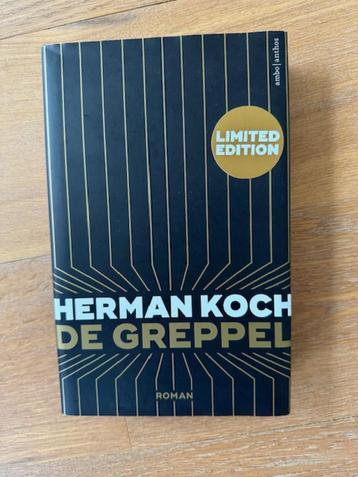 ambo|anthos
LIMITED
EDITION
HERMAN KOCH
DE GREPPEL
ROMAN